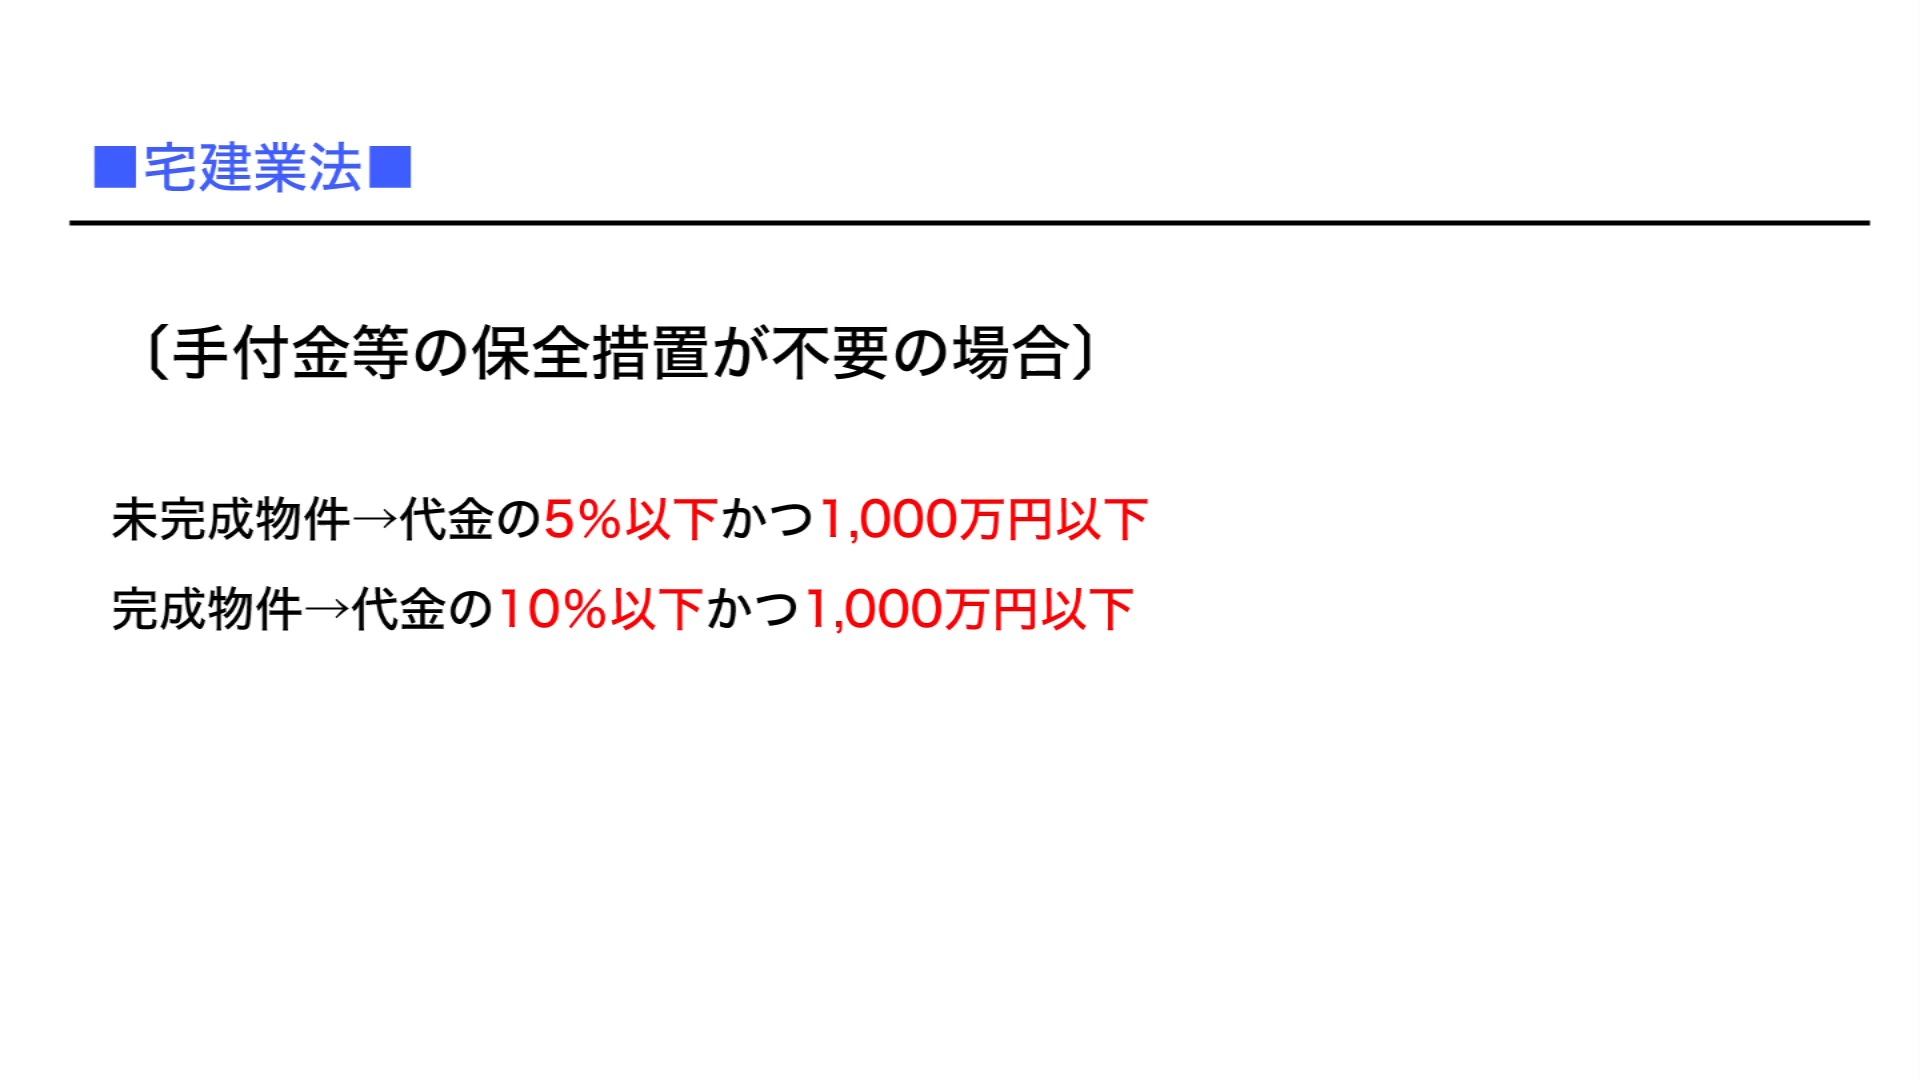 ■宅建業法■
〔手付金等の保全措置が不要の場合〕
未完成物件→代金の5%以下かつ1,000万円以下
完成物件→代金の10%以下かつ1,000万円以下